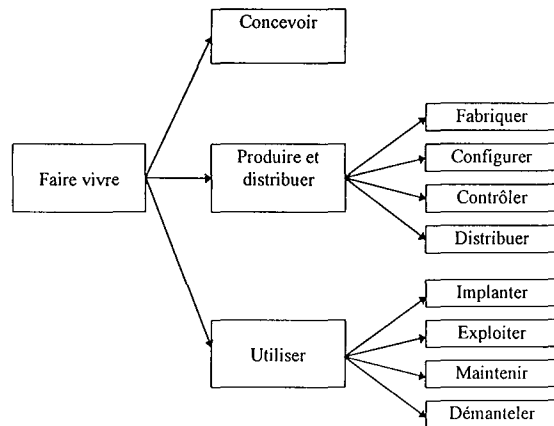 Concevoir
Fabriquer
Faire vivre
Produire et
distribuer
Configurer
Contrôler
Distribuer
Implanter
Utiliser
Exploiter
Maintenir
Démanteler